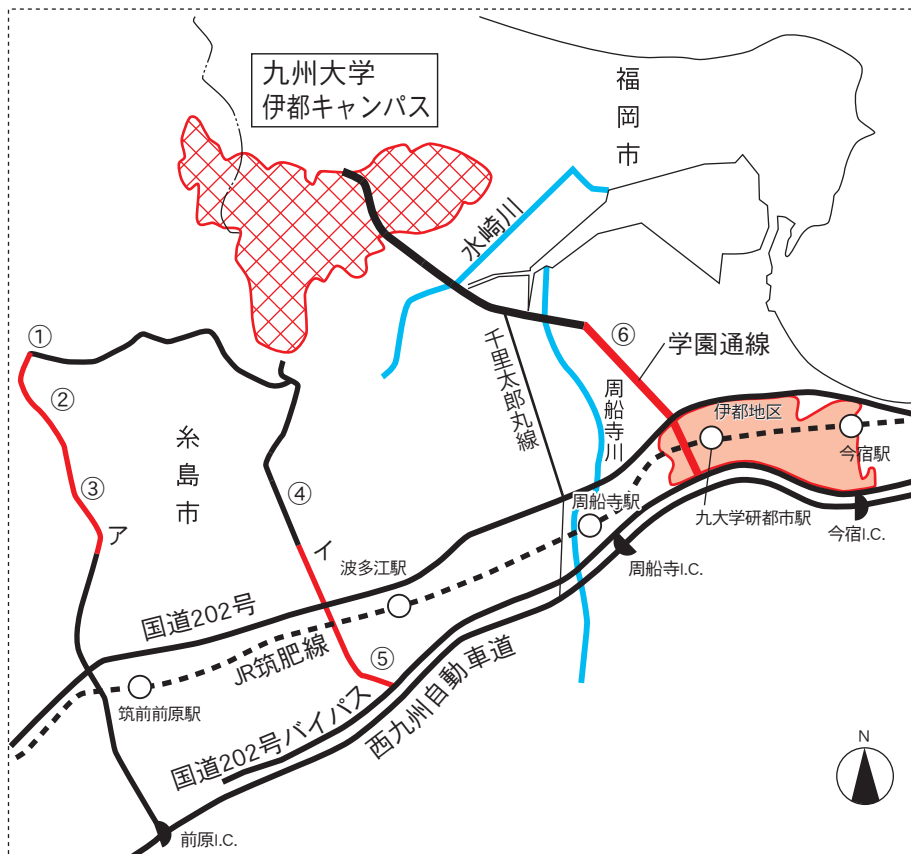 九州大学
伊都キャンパス
福岡市
水崎川
①
⑥
学園通線
②
千里太郎丸線
周船寺川
伊都地区
糸島市
今宿駅
③
④
周船寺駅
九大学研都市駅
ア
イ
今宿I.C.
波多江駅
周船寺I.C.
国道202号
JR筑肥線
⑤
筑前前原駅
国道202号バイパス
西九州自動車道
N
前原I.C.